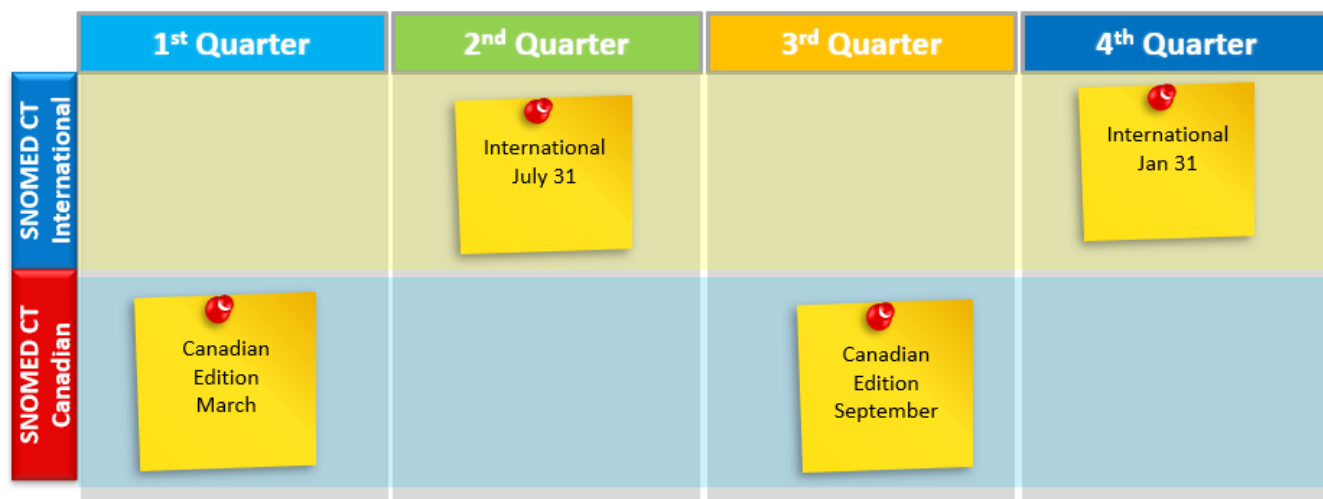 1st Quarter
2nd Quarter
3rd Quarter
4th Quarter
SNOMED CT
International
International
July 31
International
Jan 31
SNOMED CT
Canadian
Canadian
Edition
March
Canadian
Edition
September